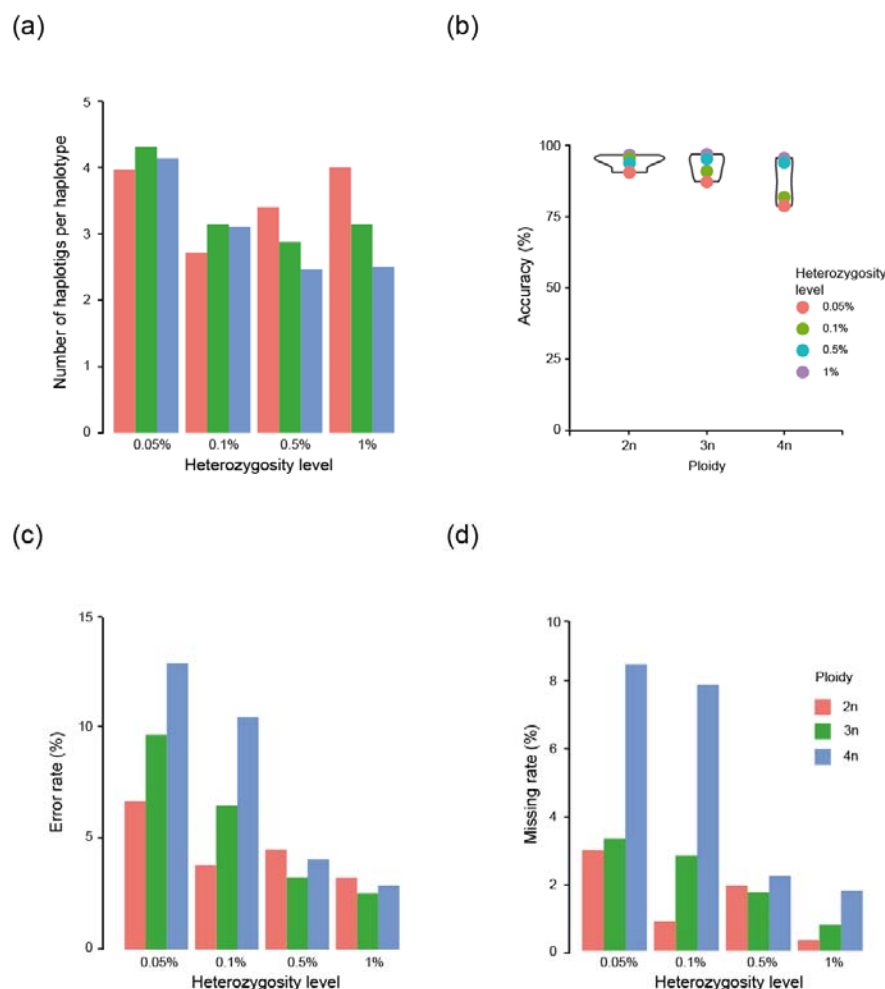 (a)
5
4
3
2
1
0
Number of haplotigs per haplotype
0.05%
0.1%
0.5%
1%
Heterozygosity level
(b)
100
75
50
25
0
Accuracy (%)
2n
3n
4n
Ploidy
Heterozygosity
level
0.05%
0.1%
0.5%
1%
(c)
15
10
5
0
Error rate (%)
0.05%
0.1%
0.5%
1%
Heterozygosity level
(d)
10
8
6
4
2
0
Missing rate (%)
0.05%
0.1%
0.5%
1%
Heterozygosity level
Ploidy
2n
3n
4n